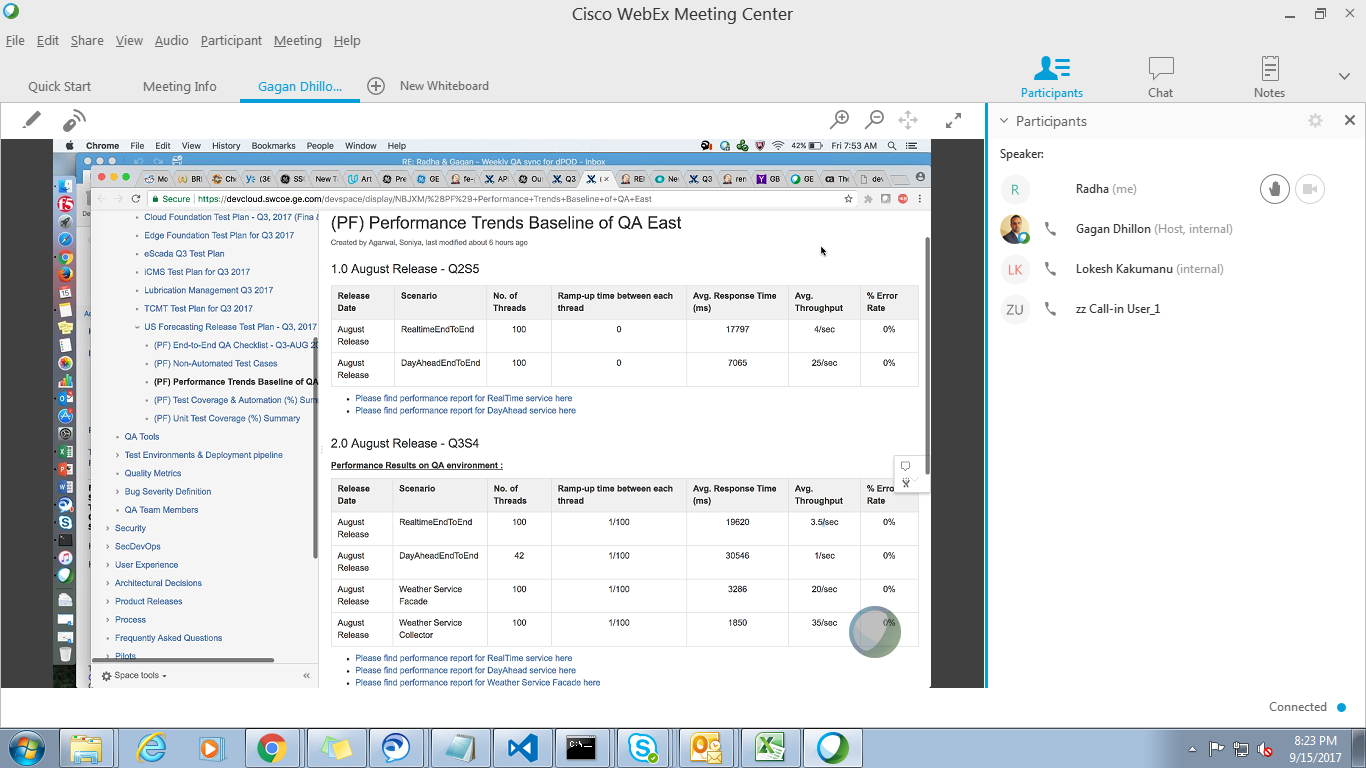 Cisco WebEx Meeting Center
File Edit Share View Audio Participant Meeting Help
Quick Start Meeting Info Gagan Dhillo... New Whiteboard
Participants Chat Notes
Chrome File Edit View History Bookmarks People Window Help 42% Fri 7:53 AM
RE: Radha & Gagan - Weekly QA sync for dPOD - Inbox
Secure https://devcloud.swcoe.ge.com/devspace/display/NBJXM/%28PF%29+Performance+Trends+Baseline+of+QA+East
Cloud Foundation Test Plan - Q3, 2017 (Fina &
Edge Foundation Test Plan for Q3 2017
eScada Q3 Test Plan
iCMS Test Plan for Q3 2017
Lubrication Management Q3 2017
TCMT Test Plan for Q3 2017
US Forecasting Release Test Plan - Q3, 2017
(PF) End-to-End QA Checklist - Q3-AUG 20
(PF) Non-Automated Test Cases
(PF) Performance Trends Baseline of QA
(PF) Test Coverage & Automation (%) Sum
(PF) Unit Test Coverage (%) Summary
QA Tools
Test Environments & Deployment pipeline
Quality Metrics
Bug Severity Definition
QA Team Members
Security
SecDevOps
User Experience
Architectural Decisions
Product Releases
Process
Frequently Asked Questions
Pilots
Space tools
(PF) Performance Trends Baseline of QA East
Created by Agarwal, Soniya, last modified about 6 hours ago
1.0 August Release - Q2S5
Release Date Scenario No. of Threads Ramp-up time between each thread Avg. Response Time (ms) Avg. Throughput % Error Rate
August Release RealtimeEndToEnd 100 0 17797 4/sec 0%
August Release DayAheadEndToEnd 100 0 7065 25/sec 0%
Please find performance report for RealTime service here
Please find performance report for DayAhead service here
2.0 August Release - Q3S4
Performance Results on QA environment :
Release Date Scenario No. of Threads Ramp-up time between each thread Avg. Response Time (ms) Avg. Throughput % Error Rate
August Release RealtimeEndToEnd 100 1/100 19620 3.5/sec 0%
August Release DayAheadEndToEnd 42 1/100 30546 1/sec 0%
August Release Weather Service Facade 100 1/100 3286 20/sec 0%
August Release Weather Service Collector 100 1/100 1850 35/sec 0%
Please find performance report for RealTime service here
Please find performance report for DayAhead service here
Please find performance report for Weather Service Facade here
Participants
Speaker:
R Radha (me)
Gagan Dhillon (Host, internal)
LK Lokesh Kakumanu (internal)
ZU zz Call-in User_1
Connected
8:23 PM
9/15/2017